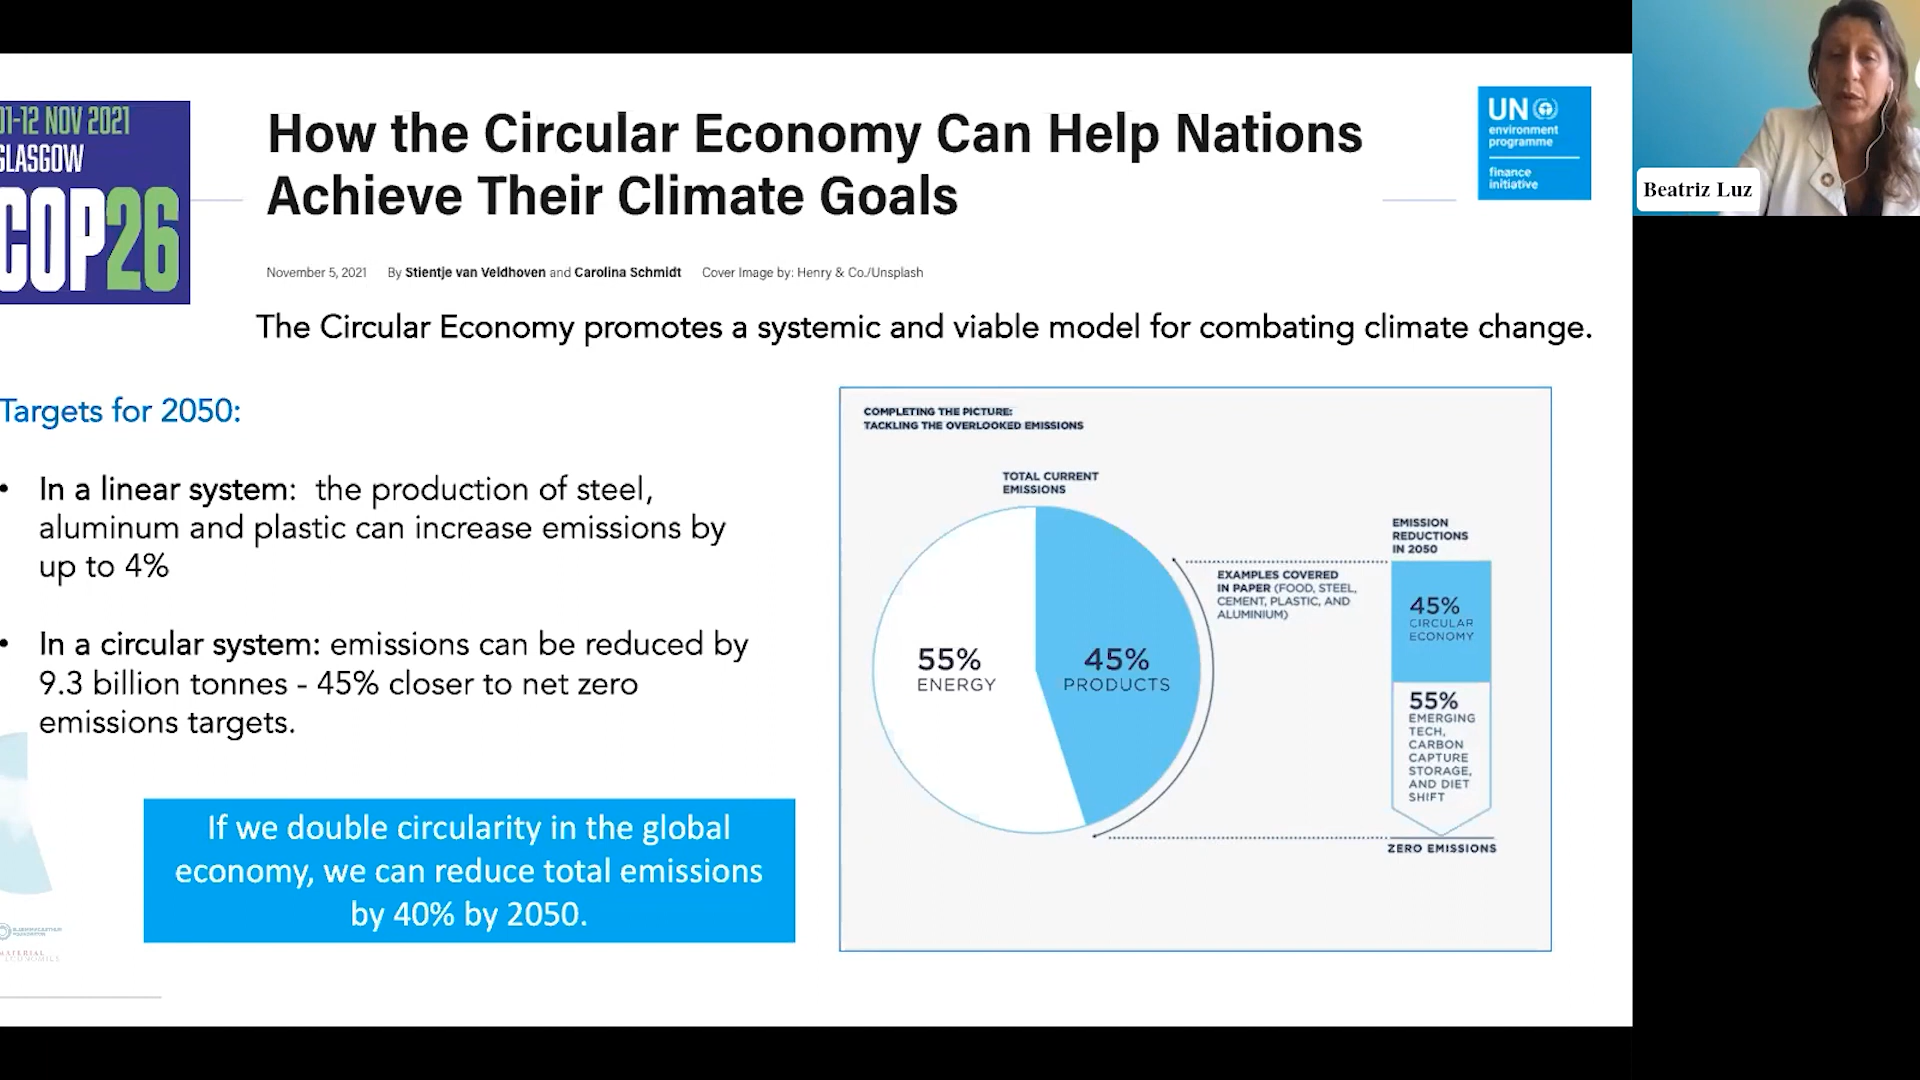 01-12 NOV 2021
GLASGOW
COP26
How the Circular Economy Can Help Nations
Achieve Their Climate Goals
November 5, 2021 By Stientje van Veldhoven and Carolina Schmidt Cover Image by: Henry & Co./Unsplash
UN
environment
programme
finance
initiative
Beatriz Luz
The Circular Economy promotes a systemic and viable model for combating climate change.
Targets for 2050:
• In a linear system: the production of steel,
aluminum and plastic can increase emissions by
up to 4%
• In a circular system: emissions can be reduced by
9.3 billion tonnes - 45% closer to net zero
emissions targets.
If we double circularity in the global
economy, we can reduce total emissions
by 40% by 2050.
COMPLETING THE PICTURE:
TACKLING THE OVERLOOKED EMISSIONS
TOTAL CURRENT
EMISSIONS
55%
ENERGY
45%
PRODUCTS
EXAMPLES COVERED
IN PAPER (FOOD, STEEL,
CEMENT, PLASTIC, AND
ALUMINIUM)
EMISSION
REDUCTIONS
IN 2050
45%
CIRCULAR
ECONOMY
55%
EMERGING
TECH,
CARBON
CAPTURE
STORAGE,
AND DIET
SHIFT
ZERO EMISSIONS
MATERIAL
ECONOMICS